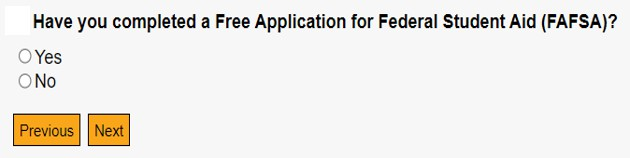 Have you completed a Free Application for Federal Student Aid (FAFSA)?
Yes
No
Previous Next